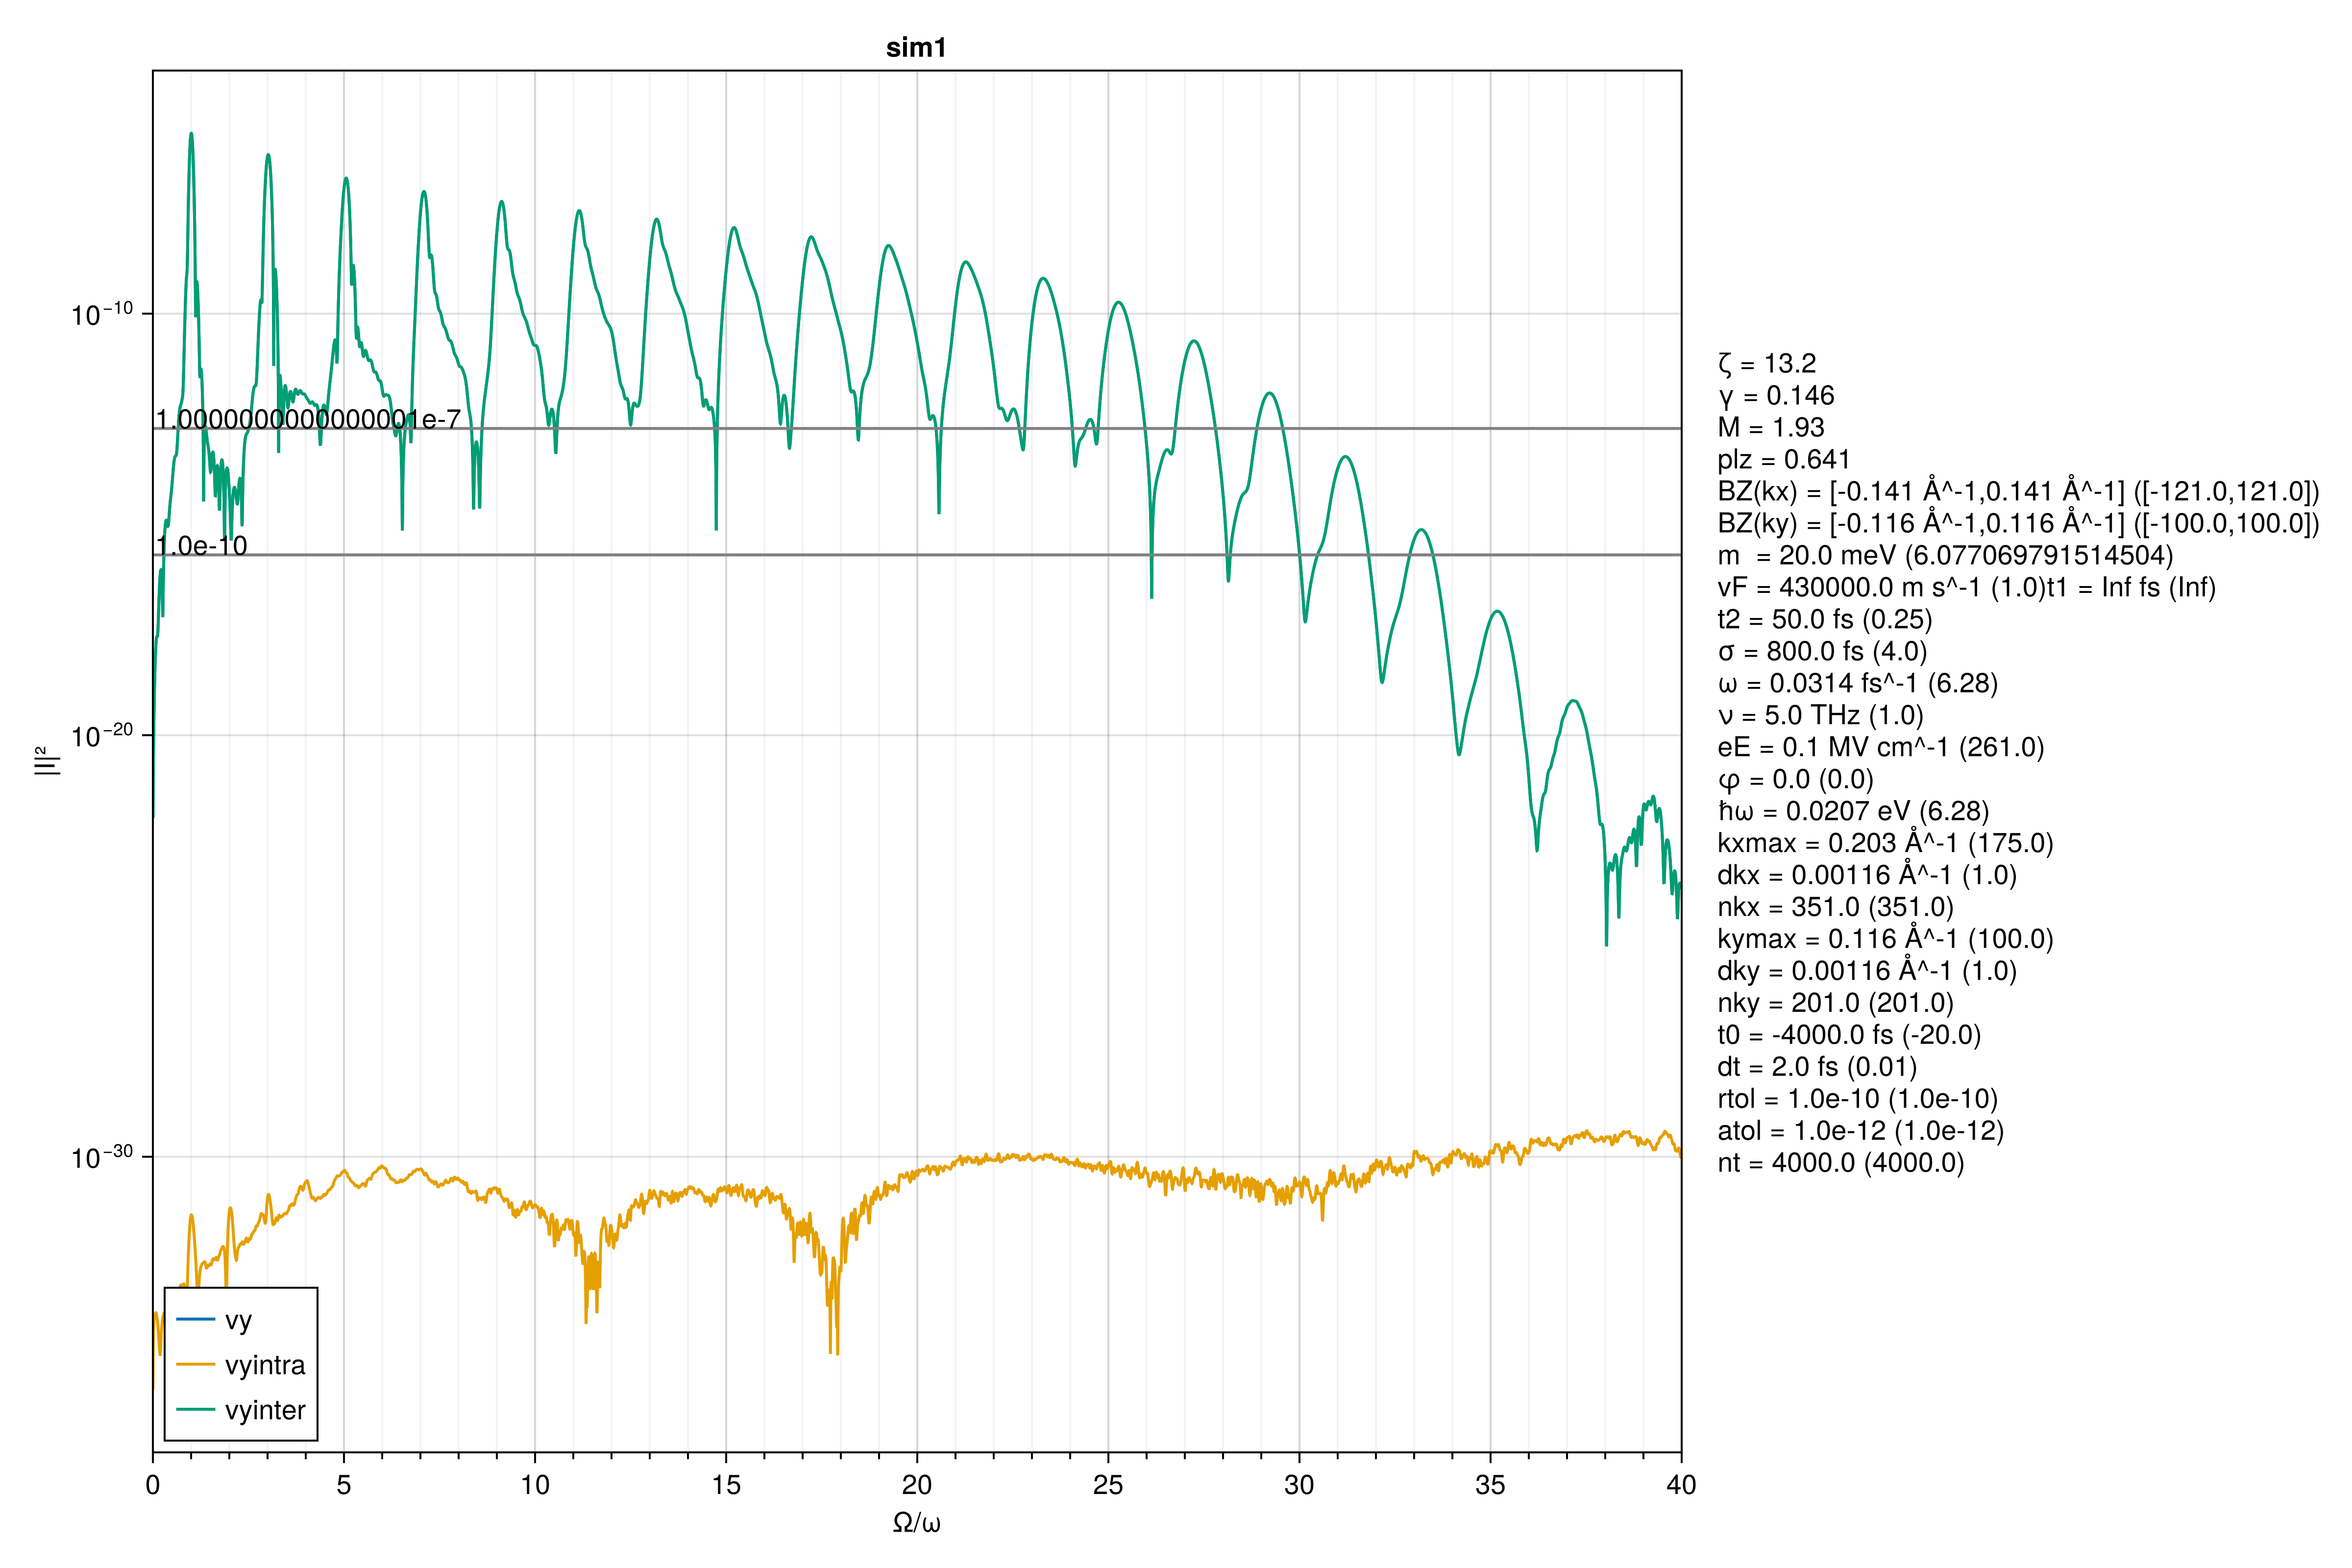 sim1
10⁻¹⁰
1.0000000000000001e-7
1.0e-10
10⁻²⁰
10⁻³⁰
|I|²
vy
vyintra
vyinter
0 5 10 15 20 25 30 35 40
Ω/ω
ζ = 13.2
γ = 0.146
M = 1.93
plz = 0.641
BZ(kx) = [-0.141 Å^-1,0.141 Å^-1] ([-121.0,121.0])
BZ(ky) = [-0.116 Å^-1,0.116 Å^-1] ([-100.0,100.0])
m  = 20.0 meV (6.077069791514504)
vF = 430000.0 m s^-1 (1.0)t1 = Inf fs (Inf)
t2 = 50.0 fs (0.25)
σ = 800.0 fs (4.0)
ω = 0.0314 fs^-1 (6.28)
ν = 5.0 THz (1.0)
eE = 0.1 MV cm^-1 (261.0)
φ = 0.0 (0.0)
ħω = 0.0207 eV (6.28)
kxmax = 0.203 Å^-1 (175.0)
dkx = 0.00116 Å^-1 (1.0)
nkx = 351.0 (351.0)
kymax = 0.116 Å^-1 (100.0)
dky = 0.00116 Å^-1 (1.0)
nky = 201.0 (201.0)
t0 = -4000.0 fs (-20.0)
dt = 2.0 fs (0.01)
rtol = 1.0e-10 (1.0e-10)
atol = 1.0e-12 (1.0e-12)
nt = 4000.0 (4000.0)